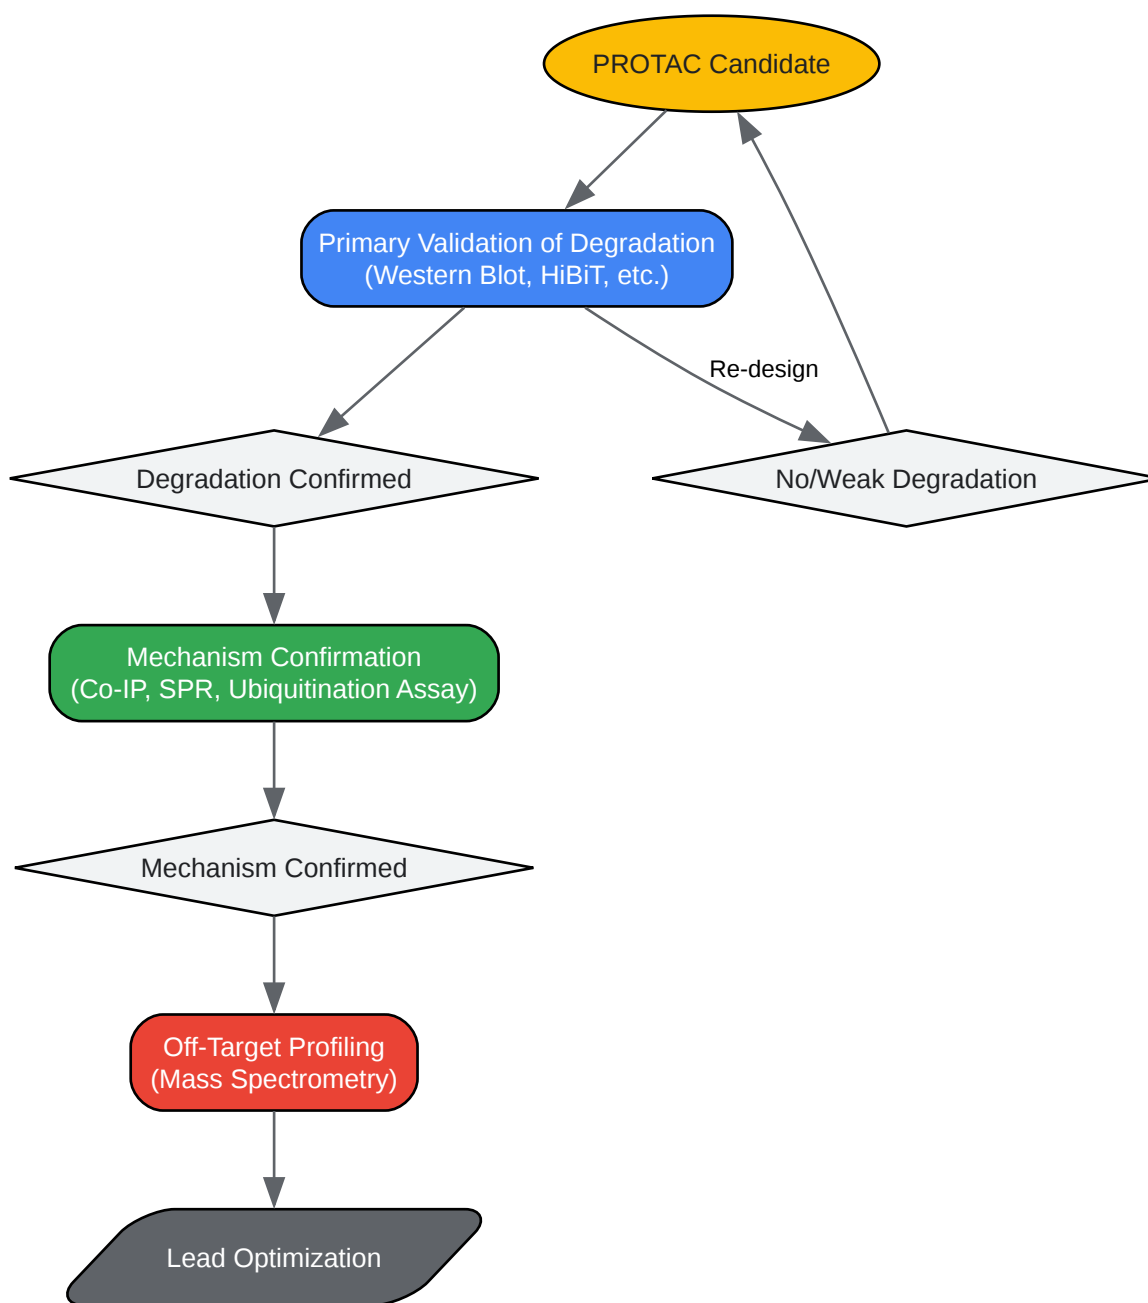 PROTAC Candidate
Primary Validation of Degradation
(Western Blot, HiBiT, etc.)
Re-design
Degradation Confirmed
No/Weak Degradation
Mechanism Confirmation
(Co-IP, SPR, Ubiquitination Assay)
Mechanism Confirmed
Off-Target Profiling
(Mass Spectrometry)
Lead Optimization